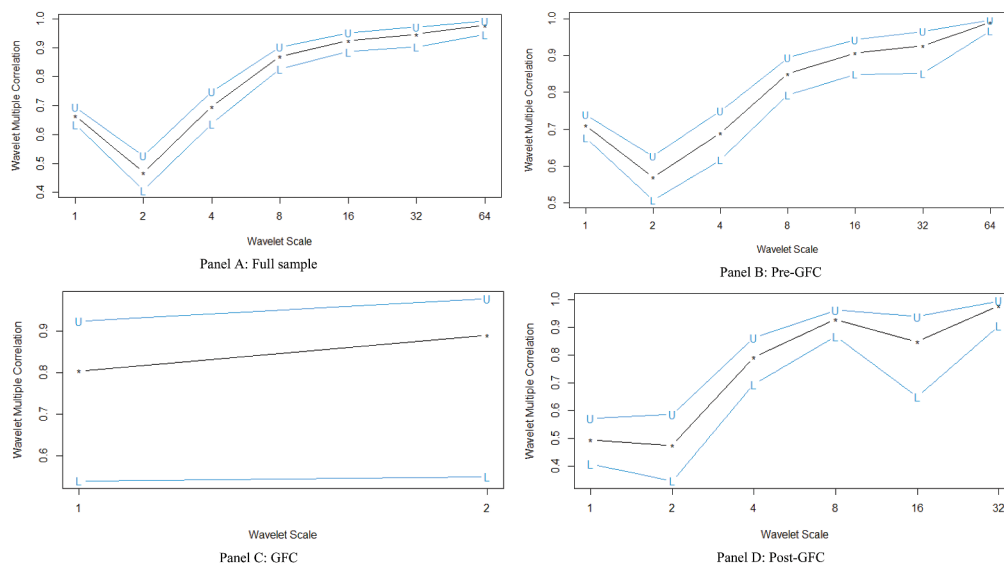 Wavelet Multiple Correlation
1.0
0.9
0.8
0.7
0.6
0.5
0.4
U U U U U U U
* * * * * * *
L L L L L L L
1 2 4 8 16 32 64
Wavelet Scale
Panel A: Full sample
Wavelet Multiple Correlation
1.0
0.9
0.8
0.7
0.6
0.5
U U U U U U U
* * * * * * *
L L L L L L L
1 2 4 8 16 32 64
Wavelet Scale
Panel B: Pre-GFC
Wavelet Multiple Correlation
0.9
0.8
0.7
0.6
U U
* *
L L
1 2
Wavelet Scale
Panel C: GFC
Wavelet Multiple Correlation
1.0
0.9
0.8
0.7
0.6
0.5
0.4
U U U U U U
* * * * * *
L L L L L L
1 2 4 8 16 32
Wavelet Scale
Panel D: Post-GFC